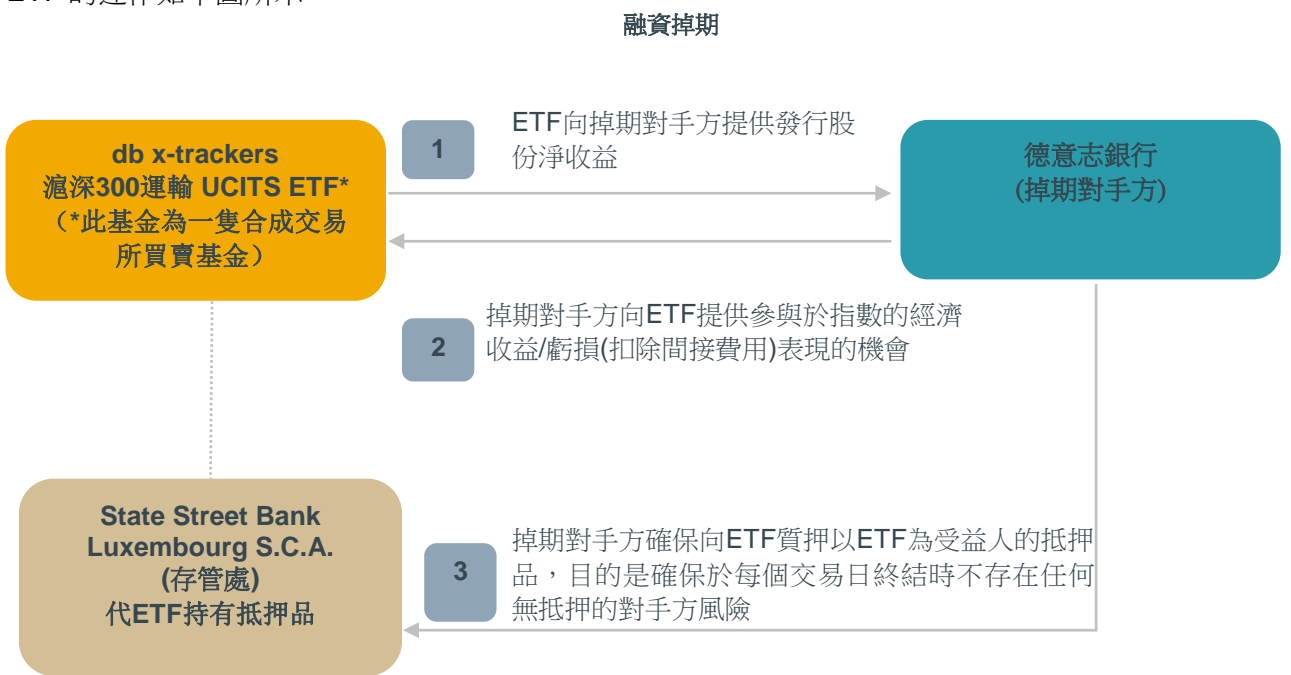 融資掉期
db x-trackers
滬深300運輸 UCITS ETF*
（*此基金為一隻合成交易
所買賣基金）
1
ETF向掉期對手方提供發行股
份淨收益
德意志銀行
(掉期對手方)
2
掉期對手方向ETF提供參與於指數的經濟
收益/虧損(扣除間接費用)表現的機會
State Street Bank
Luxembourg S.C.A.
(存管處)
代ETF持有抵押品
3
掉期對手方確保向ETF質押以ETF為受益人的抵押
品，目的是確保於每個交易日終結時不存在任何
無抵押的對手方風險